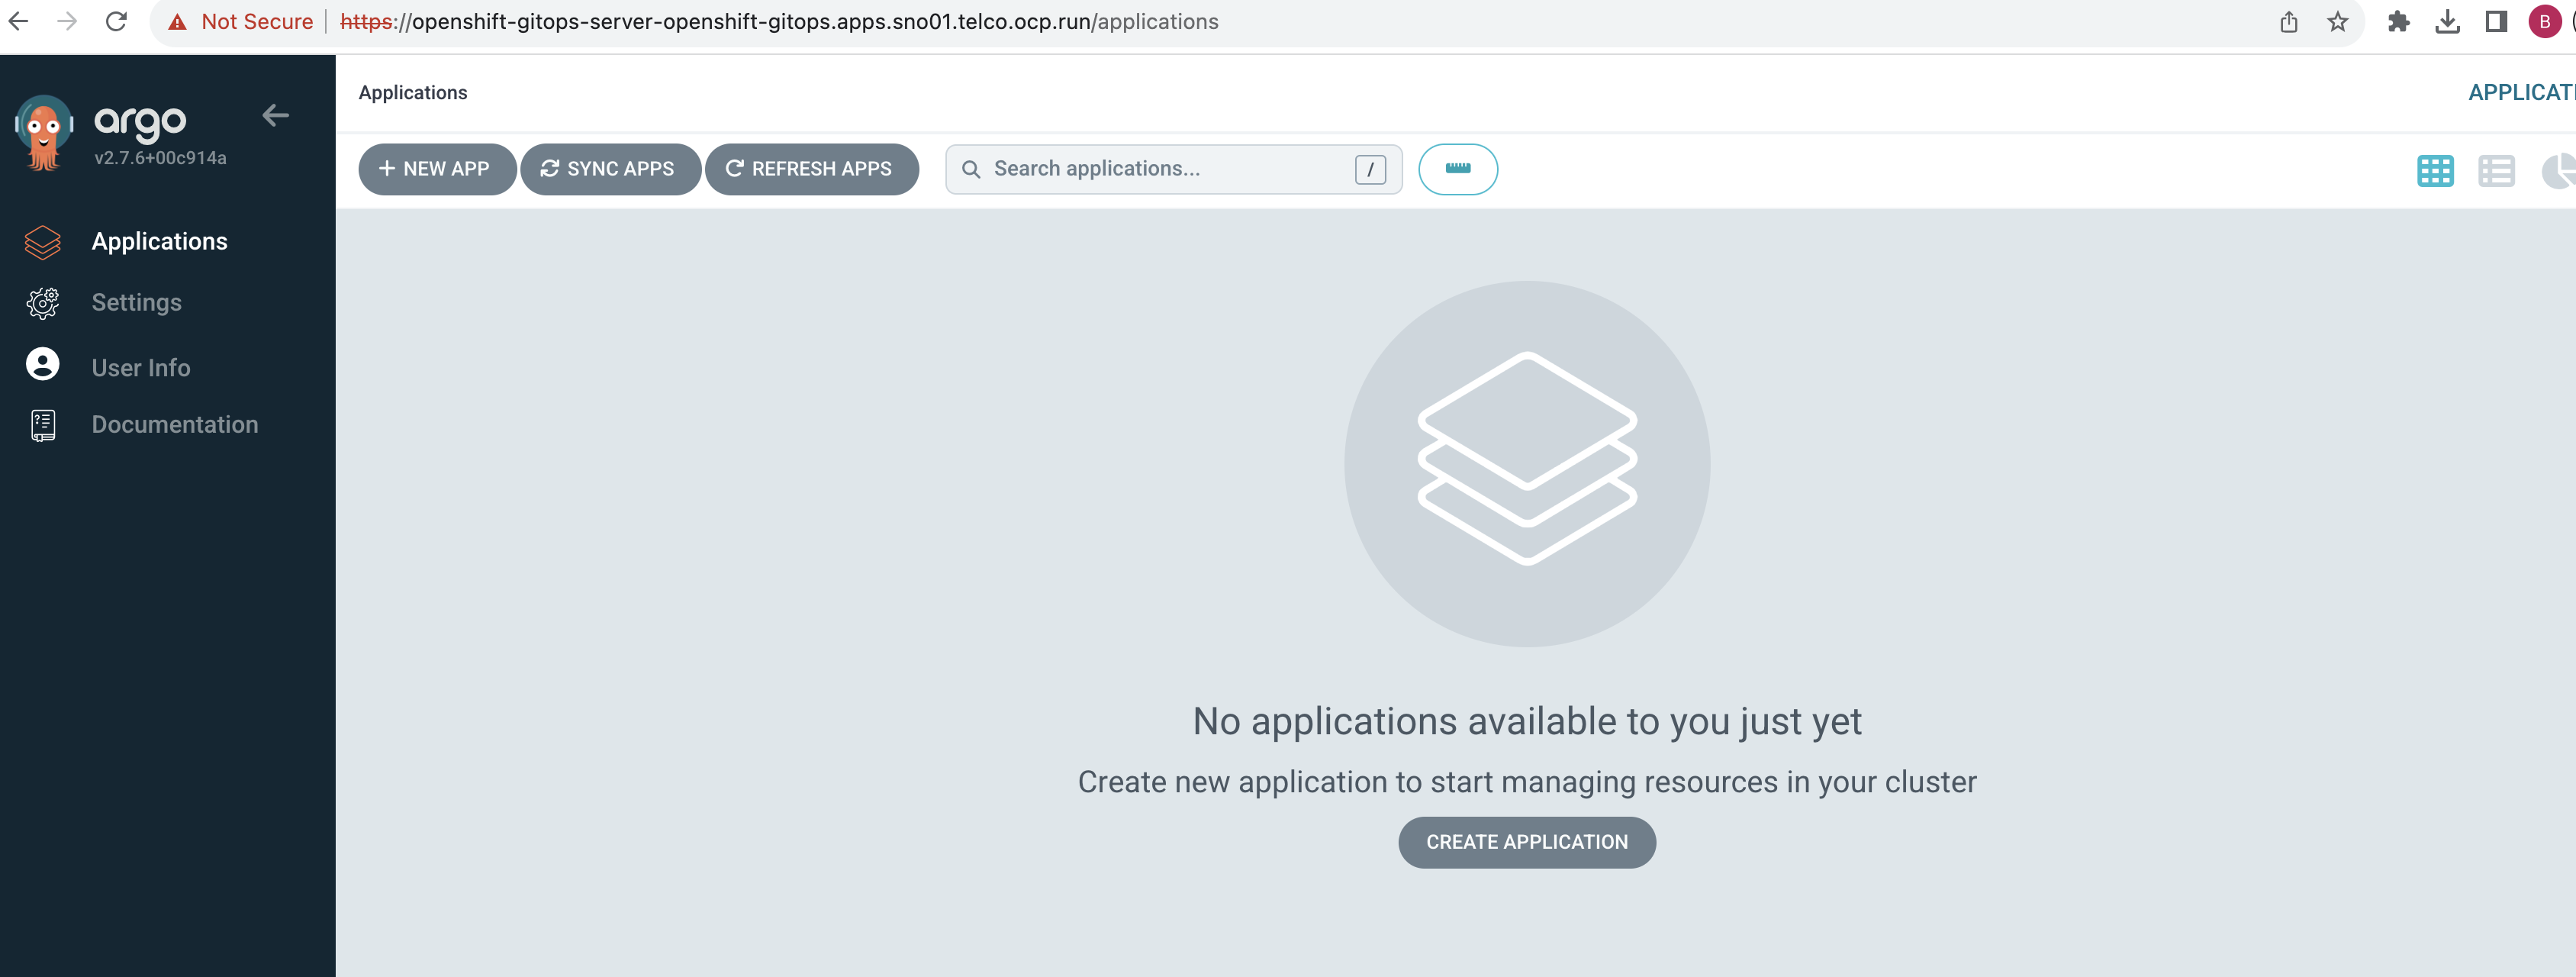 Not Secure https://openshift-gitops-server-openshift-gitops.apps.sno01.telco.ocp.run/applications B
argo
v2.7.6+00c914a
Applications
Settings
User Info
Documentation
Applications
APPLICATI
NEW APP SYNC APPS REFRESH APPS Search applications... /
No applications available to you just yet
Create new application to start managing resources in your cluster
CREATE APPLICATION